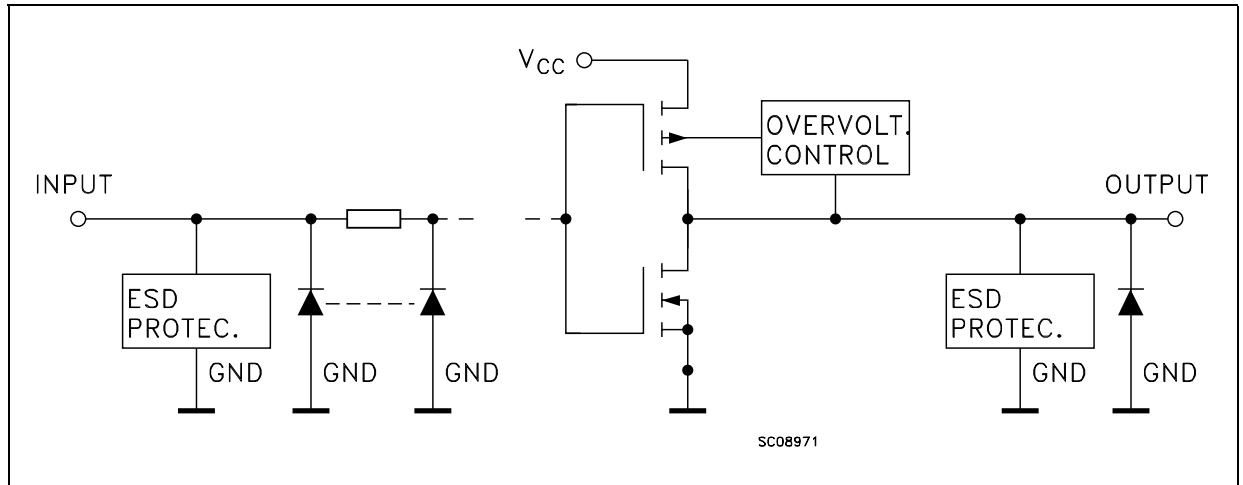 VCC
OVERVOLT.
CONTROL
INPUT
OUTPUT
ESD
PROTEC.
GND
GND
GND
ESD
PROTEC.
GND
GND
SC08971